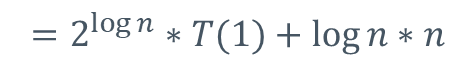 = 2^{log n} * T(1) + log n * n